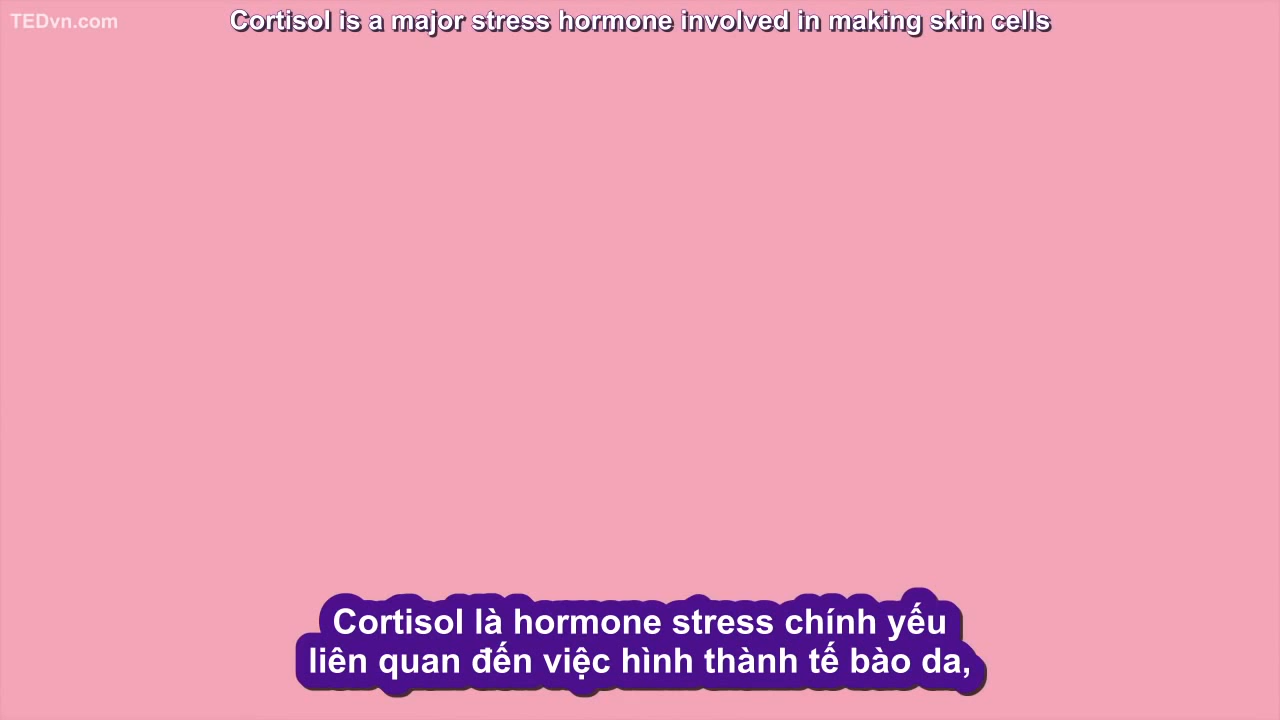 TEDvn.com
Cortisol is a major stress hormone involved in making skin cells
Cortisol là hormone stress chính yếu
liên quan đến việc hình thành tế bào da,